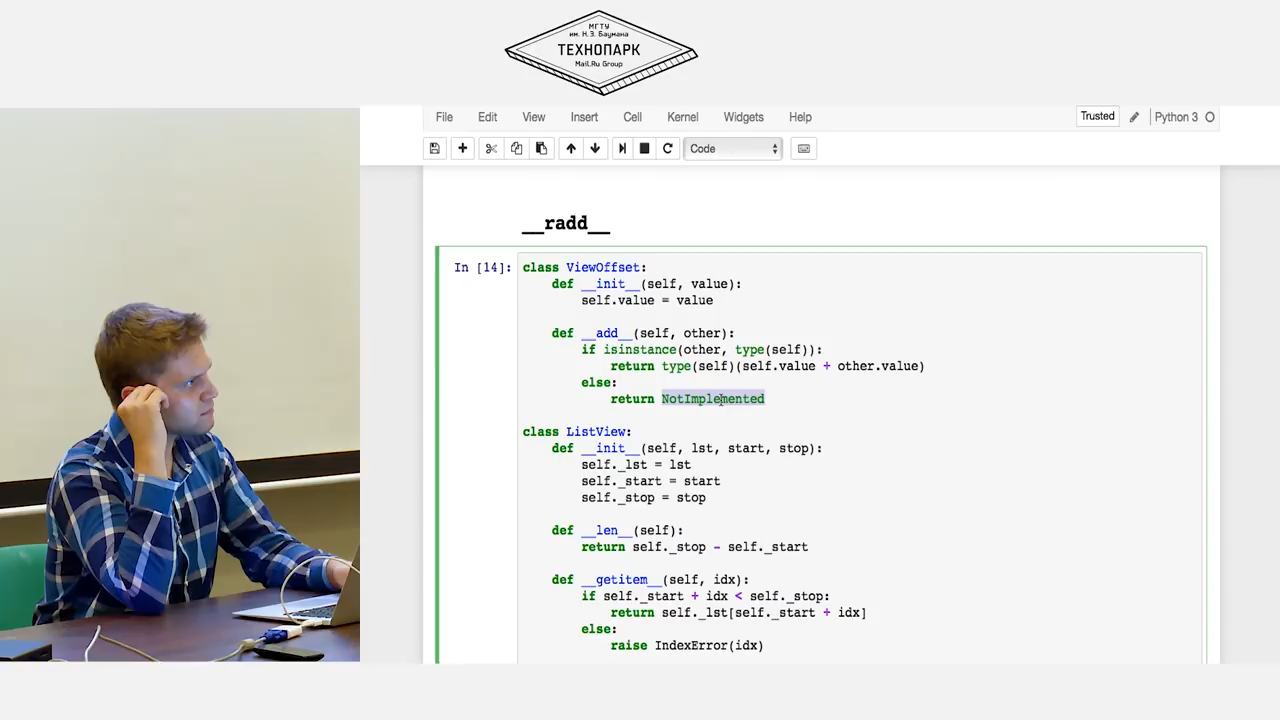 МГТУ
им. Н.Э. Баумана
ТЕХНОПАРК
Mail.Ru Group
File Edit View Insert Cell Kernel Widgets Help
Trusted Python 3
Code
__radd__
In [14]:
class ViewOffset:
    def __init__(self, value):
        self.value = value
    def __add__(self, other):
        if isinstance(other, type(self)):
            return type(self)(self.value + other.value)
        else:
            return NotImplemented
class ListView:
    def __init__(self, lst, start, stop):
        self._lst = lst
        self._start = start
        self._stop = stop
    def __len__(self):
        return self._stop - self._start
    def __getitem__(self, idx):
        if self._start + idx < self._stop:
            return self._lst[self._start + idx]
        else:
            raise IndexError(idx)